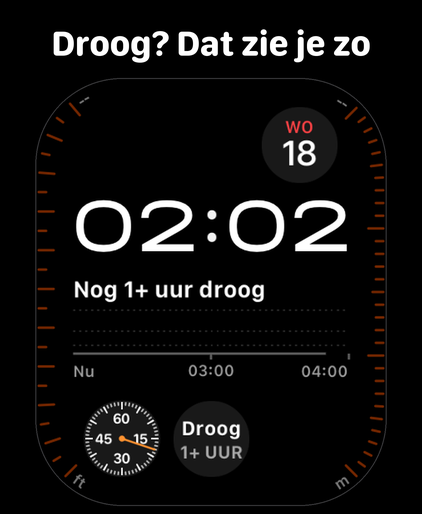 Droog? Dat zie je zo
--
--
WO
18
02:02
Nog 1+ uur droog
Nu 03:00 04:00
60
45 15
30
Droog
1+ UUR
ft
m